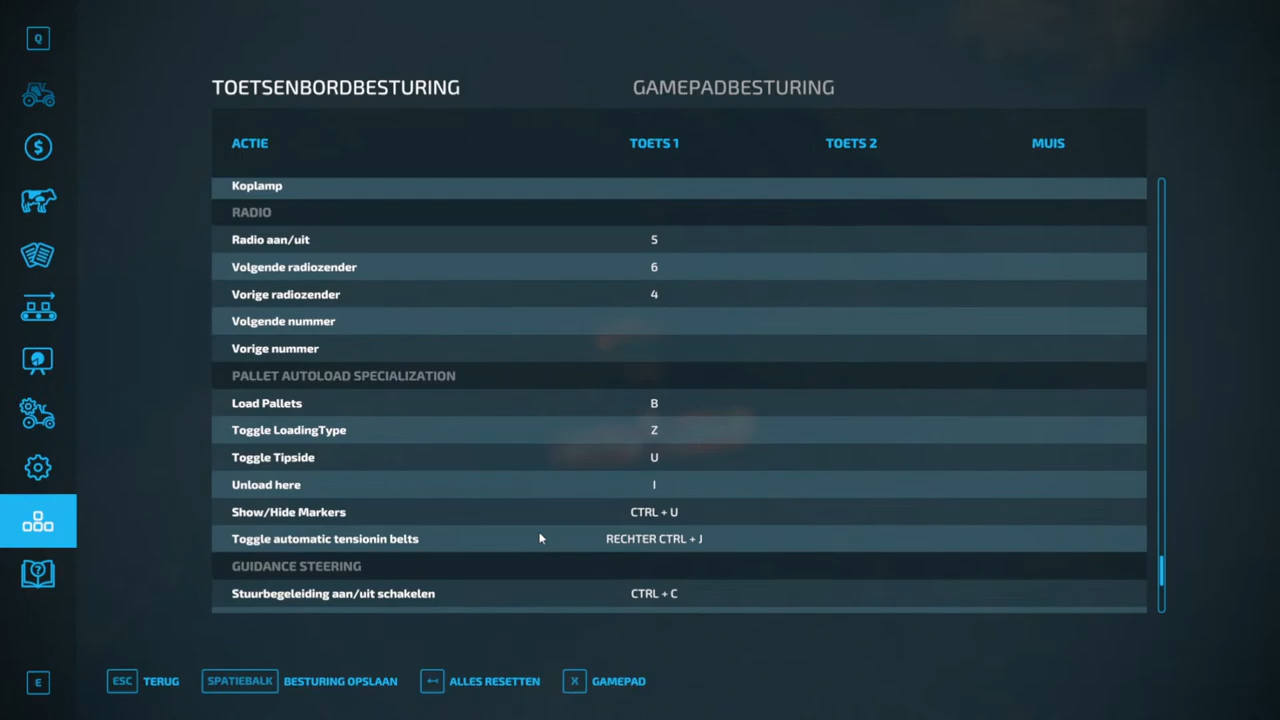 Q
TOETSENBORDBESTURING GAMEPADBESTURING
ACTIE TOETS 1 TOETS 2 MUIS
Koplamp
RADIO
Radio aan/uit 5
Volgende radiozender 6
Vorige radiozender 4
Volgende nummer
Vorige nummer
PALLET AUTOLOAD SPECIALIZATION
Load Pallets B
Toggle LoadingType Z
Toggle Tipside U
Unload here I
Show/Hide Markers CTRL + U
Toggle automatic tensionin belts RECHTER CTRL + J
GUIDANCE STEERING
Stuurbegeleiding aan/uit schakelen CTRL + C
E ESC TERUG SPATIEBALK BESTURING OPSLAAN ↤ ALLES RESETTEN X GAMEPAD